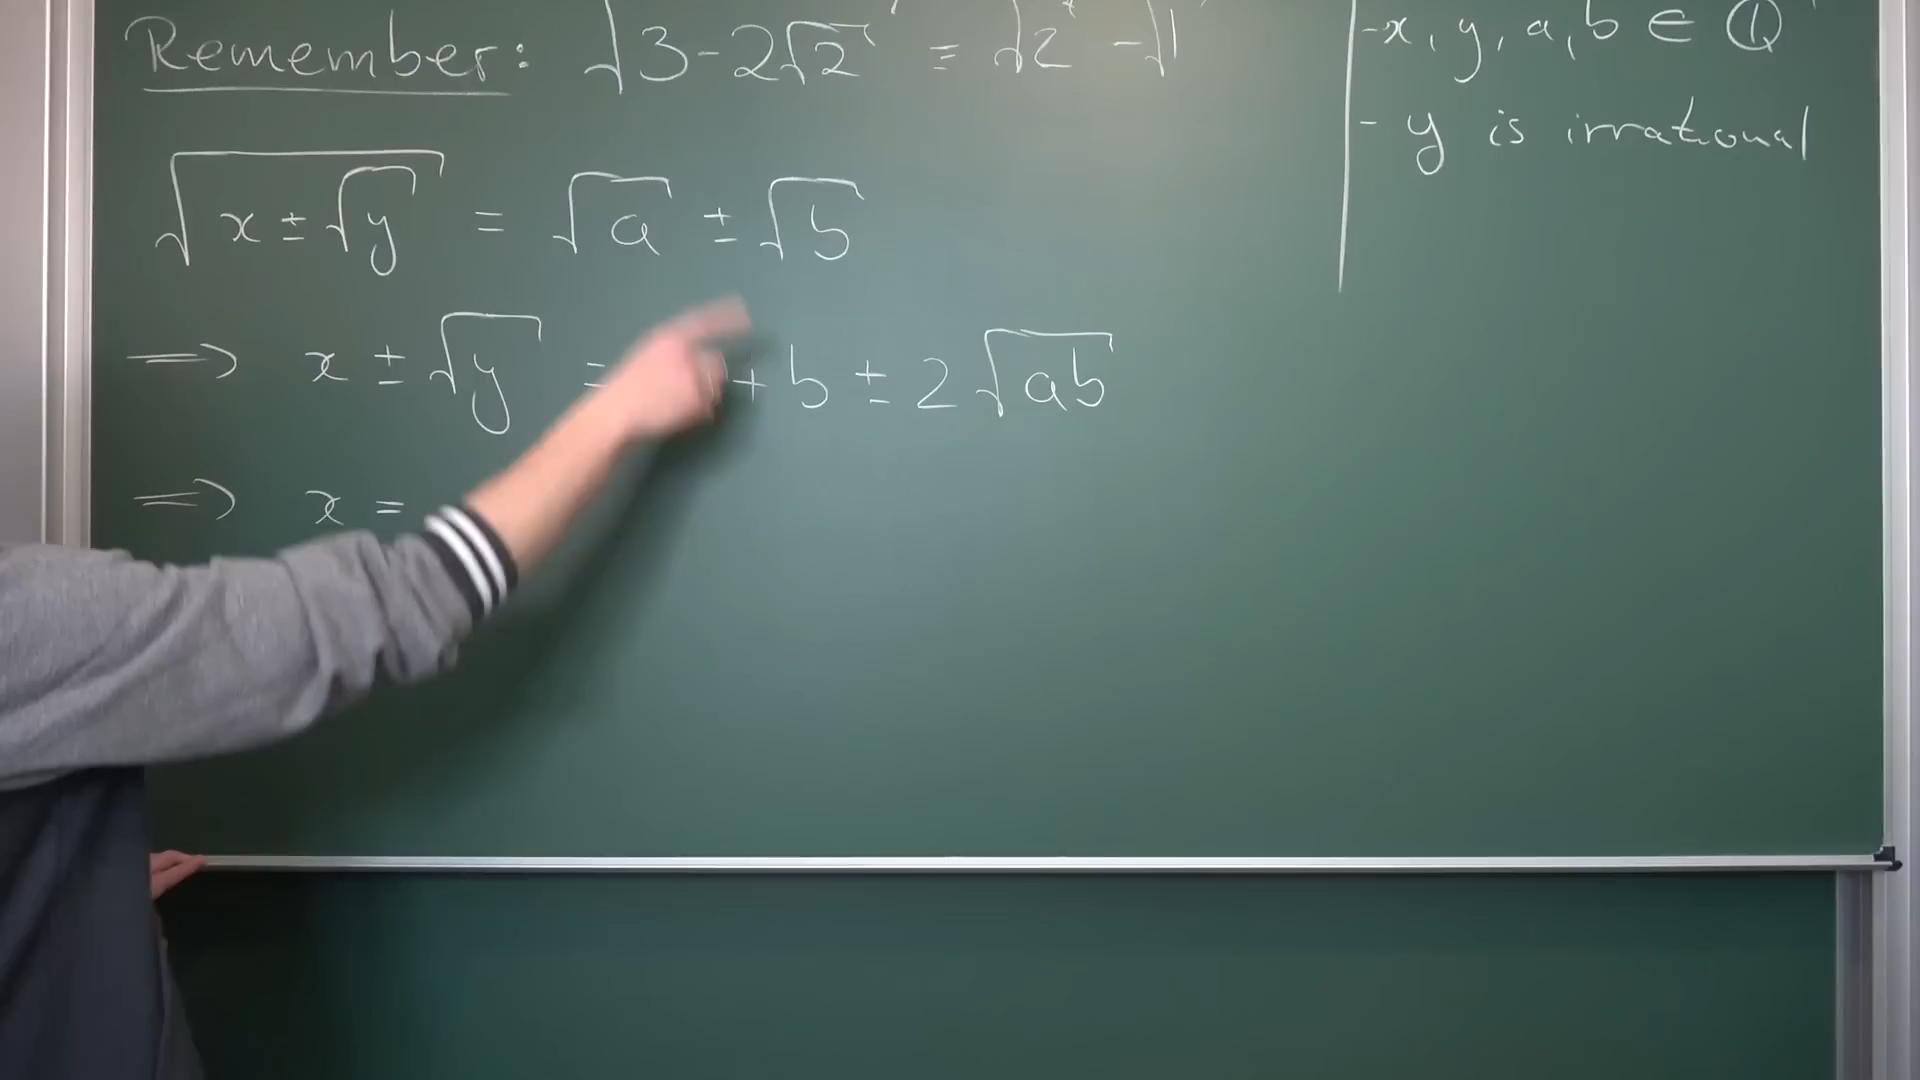 Remember: √3-2√2 = √2 - √1
- x, y, a, b ∈ ℚ
- y is irrational
√x ± √y = √a ± √b
⇒ x ± √y = + b ± 2√ab
⇒ x =